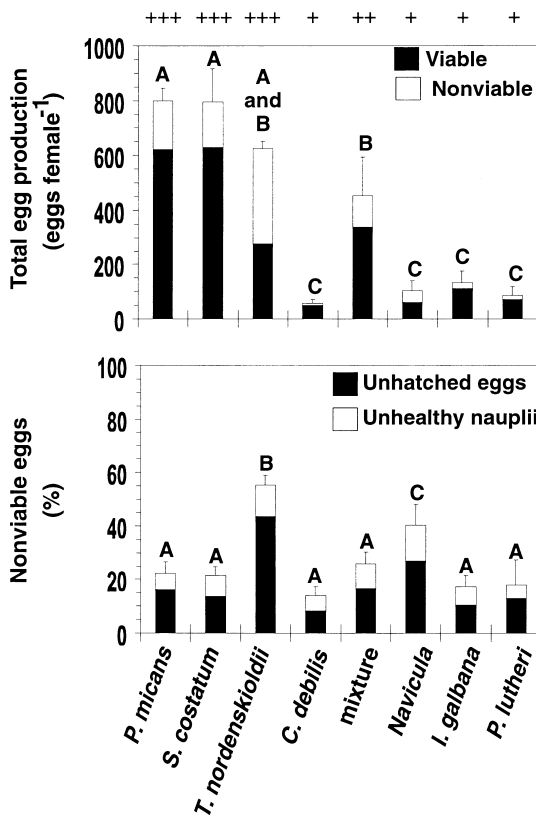 +++ +++ +++ + ++ + + +
Total egg production
(eggs female-1)
1000
800
600
400
200
0
Viable
Nonviable
A
A
A
and
B
C
B
C
C
C
Nonviable eggs
(%)
100
80
60
40
20
0
Unhatched eggs
Unhealthy nauplii
A
A
B
A
A
C
A
A
P. micans
S. costatum
T. nordenskioldii
C. debilis
mixture
Navicula
I. galbana
P. lutheri